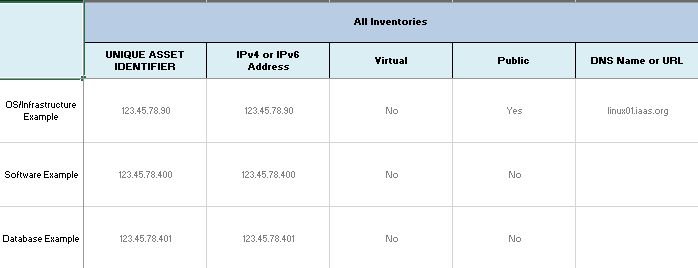 All Inventories
UNIQUE ASSET
IDENTIFIER
IPv4 or IPv6
Address
Virtual
Public
DNS Name or URL
OS/Infrastructure
Example
123.45.78.90
123.45.78.90
No
Yes
linux01.iaas.org
Software Example
123.45.78.400
123.45.78.400
No
No
Database Example
123.45.78.401
123.45.78.401
No
No